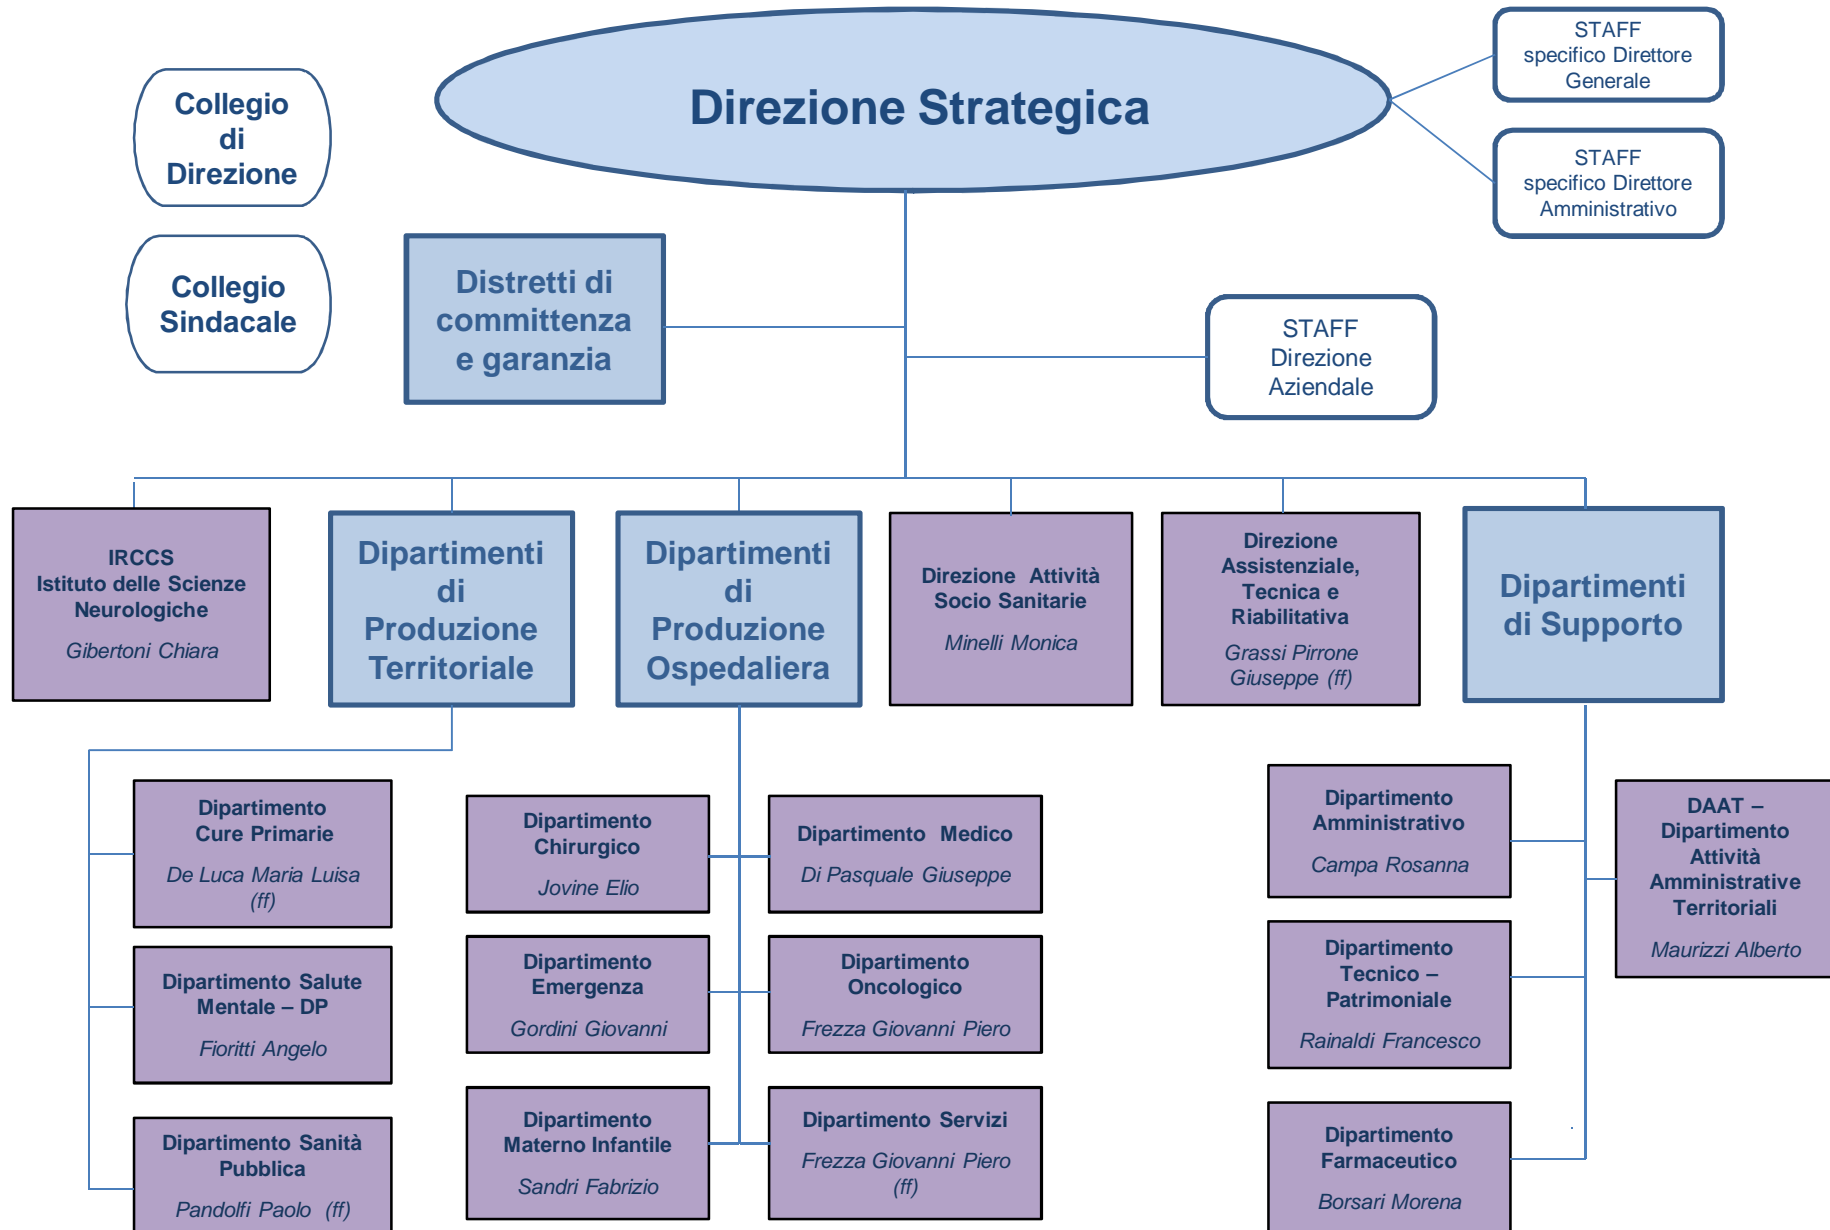 Direzione Strategica
STAFF
specifico Direttore
Generale
STAFF
specifico Direttore
Amministrativo
Collegio
di
Direzione
Collegio
Sindacale
Distretti di
committenza
e garanzia
STAFF
Direzione
Aziendale
IRCCS
Istituto delle Scienze
Neurologiche
Gibertoni Chiara
Dipartimenti
di
Produzione
Territoriale
Dipartimenti
di
Produzione
Ospedaliera
Direzione Attività
Socio Sanitarie
Minelli Monica
Direzione
Assistenziale,
Tecnica e
Riabilitativa
Grassi Pirrone
Giuseppe (ff)
Dipartimenti
di Supporto
Dipartimento
Cure Primarie
De Luca Maria Luisa
(ff)
Dipartimento Salute
Mentale – DP
Fioritti Angelo
Dipartimento Sanità
Pubblica
Pandolfi Paolo (ff)
Dipartimento
Chirurgico
Jovine Elio
Dipartimento Medico
Di Pasquale Giuseppe
Dipartimento
Emergenza
Gordini Giovanni
Dipartimento
Oncologico
Frezza Giovanni Piero
Dipartimento
Materno Infantile
Sandri Fabrizio
Dipartimento Servizi
Frezza Giovanni Piero
(ff)
Dipartimento
Amministrativo
Campa Rosanna
DAAT –
Dipartimento
Attività
Amministrative
Territoriali
Maurizzi Alberto
Dipartimento
Tecnico –
Patrimoniale
Rainaldi Francesco
Dipartimento
Farmaceutico
Borsari Morena